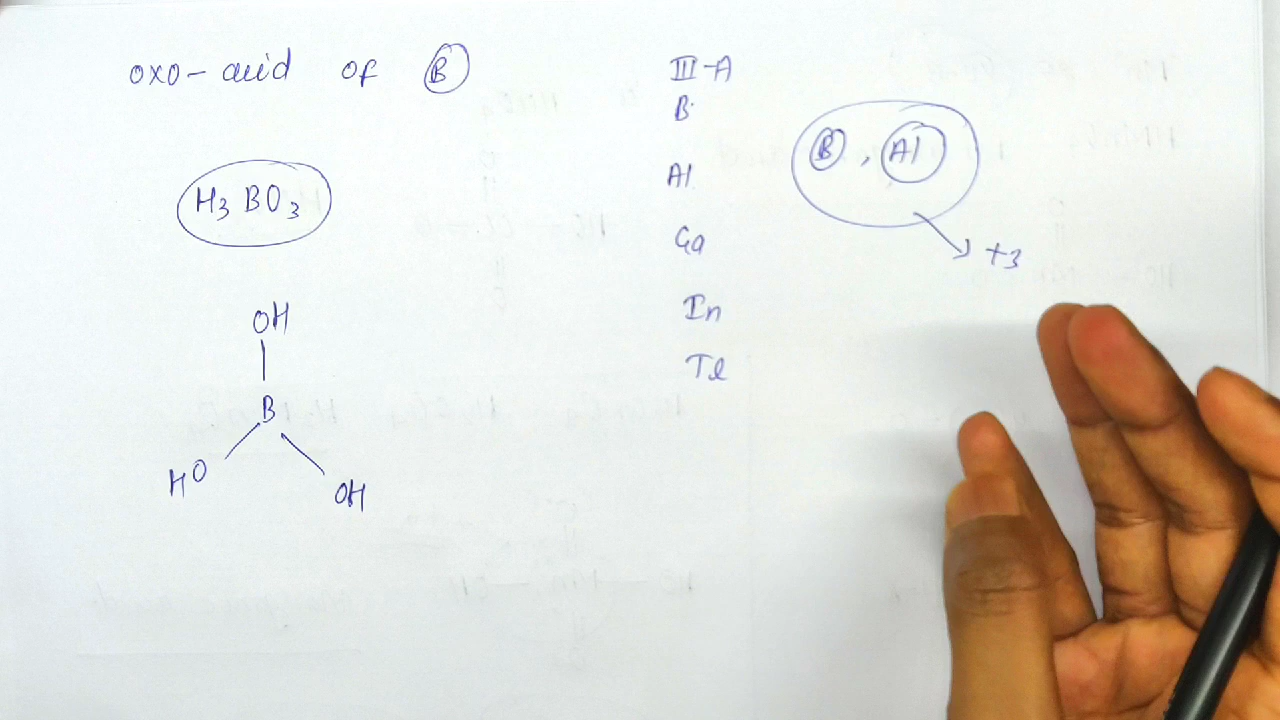 oxo-acid of B
H3BO3
OH
B
HO
OH
III-A
B
Al
Ga
In
Tl
B, Al
+3